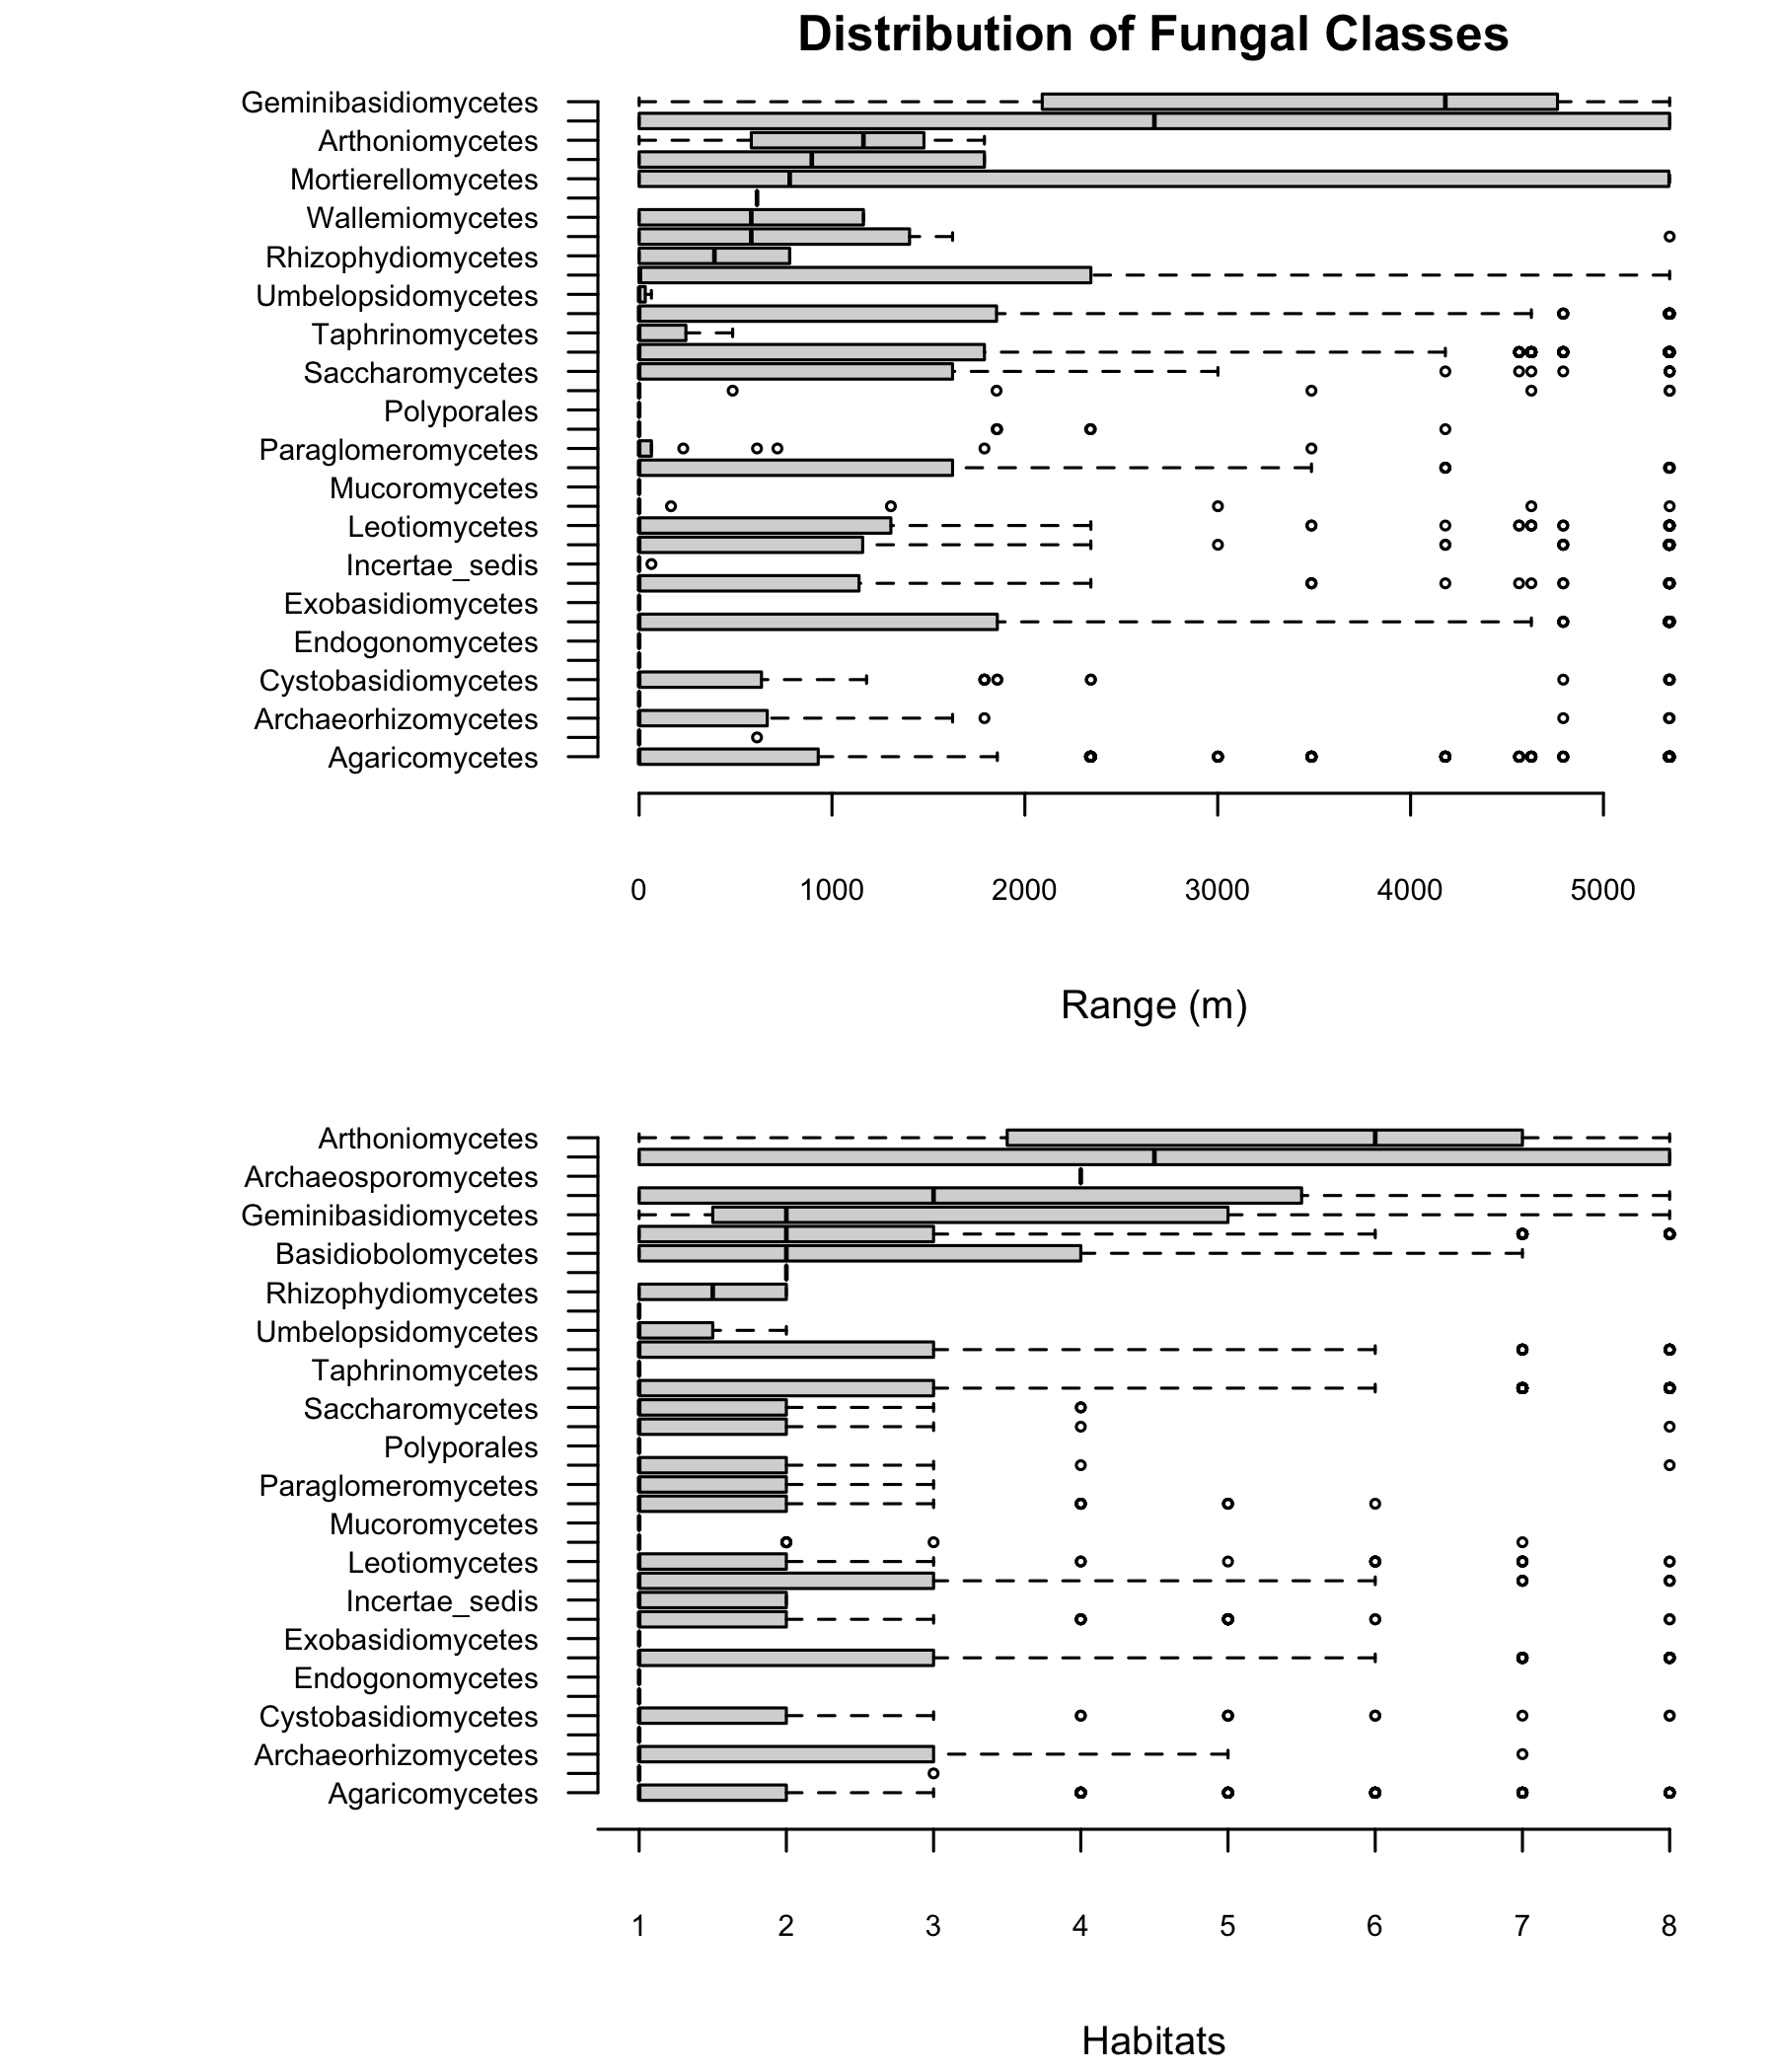 Distribution of Fungal Classes
Geminibasidiomycetes
Arthoniomycetes
Mortierellomycetes
Wallemiomycetes
Rhizophydiomycetes
Umbelopsidomycetes
Taphrinomycetes
Saccharomycetes
Polyporales
Paraglomeromycetes
Mucoromycetes
Leotiomycetes
Incertae_sedis
Exobasidiomycetes
Endogonomycetes
Cystobasidiomycetes
Archaeorhizomycetes
Agaricomycetes
0 1000 2000 3000 4000 5000
Range (m)
Arthoniomycetes
Archaeosporomycetes
Geminibasidiomycetes
Basidiobolomycetes
Rhizophydiomycetes
Umbelopsidomycetes
Taphrinomycetes
Saccharomycetes
Polyporales
Paraglomeromycetes
Mucoromycetes
Leotiomycetes
Incertae_sedis
Exobasidiomycetes
Endogonomycetes
Cystobasidiomycetes
Archaeorhizomycetes
Agaricomycetes
1 2 3 4 5 6 7 8
Habitats